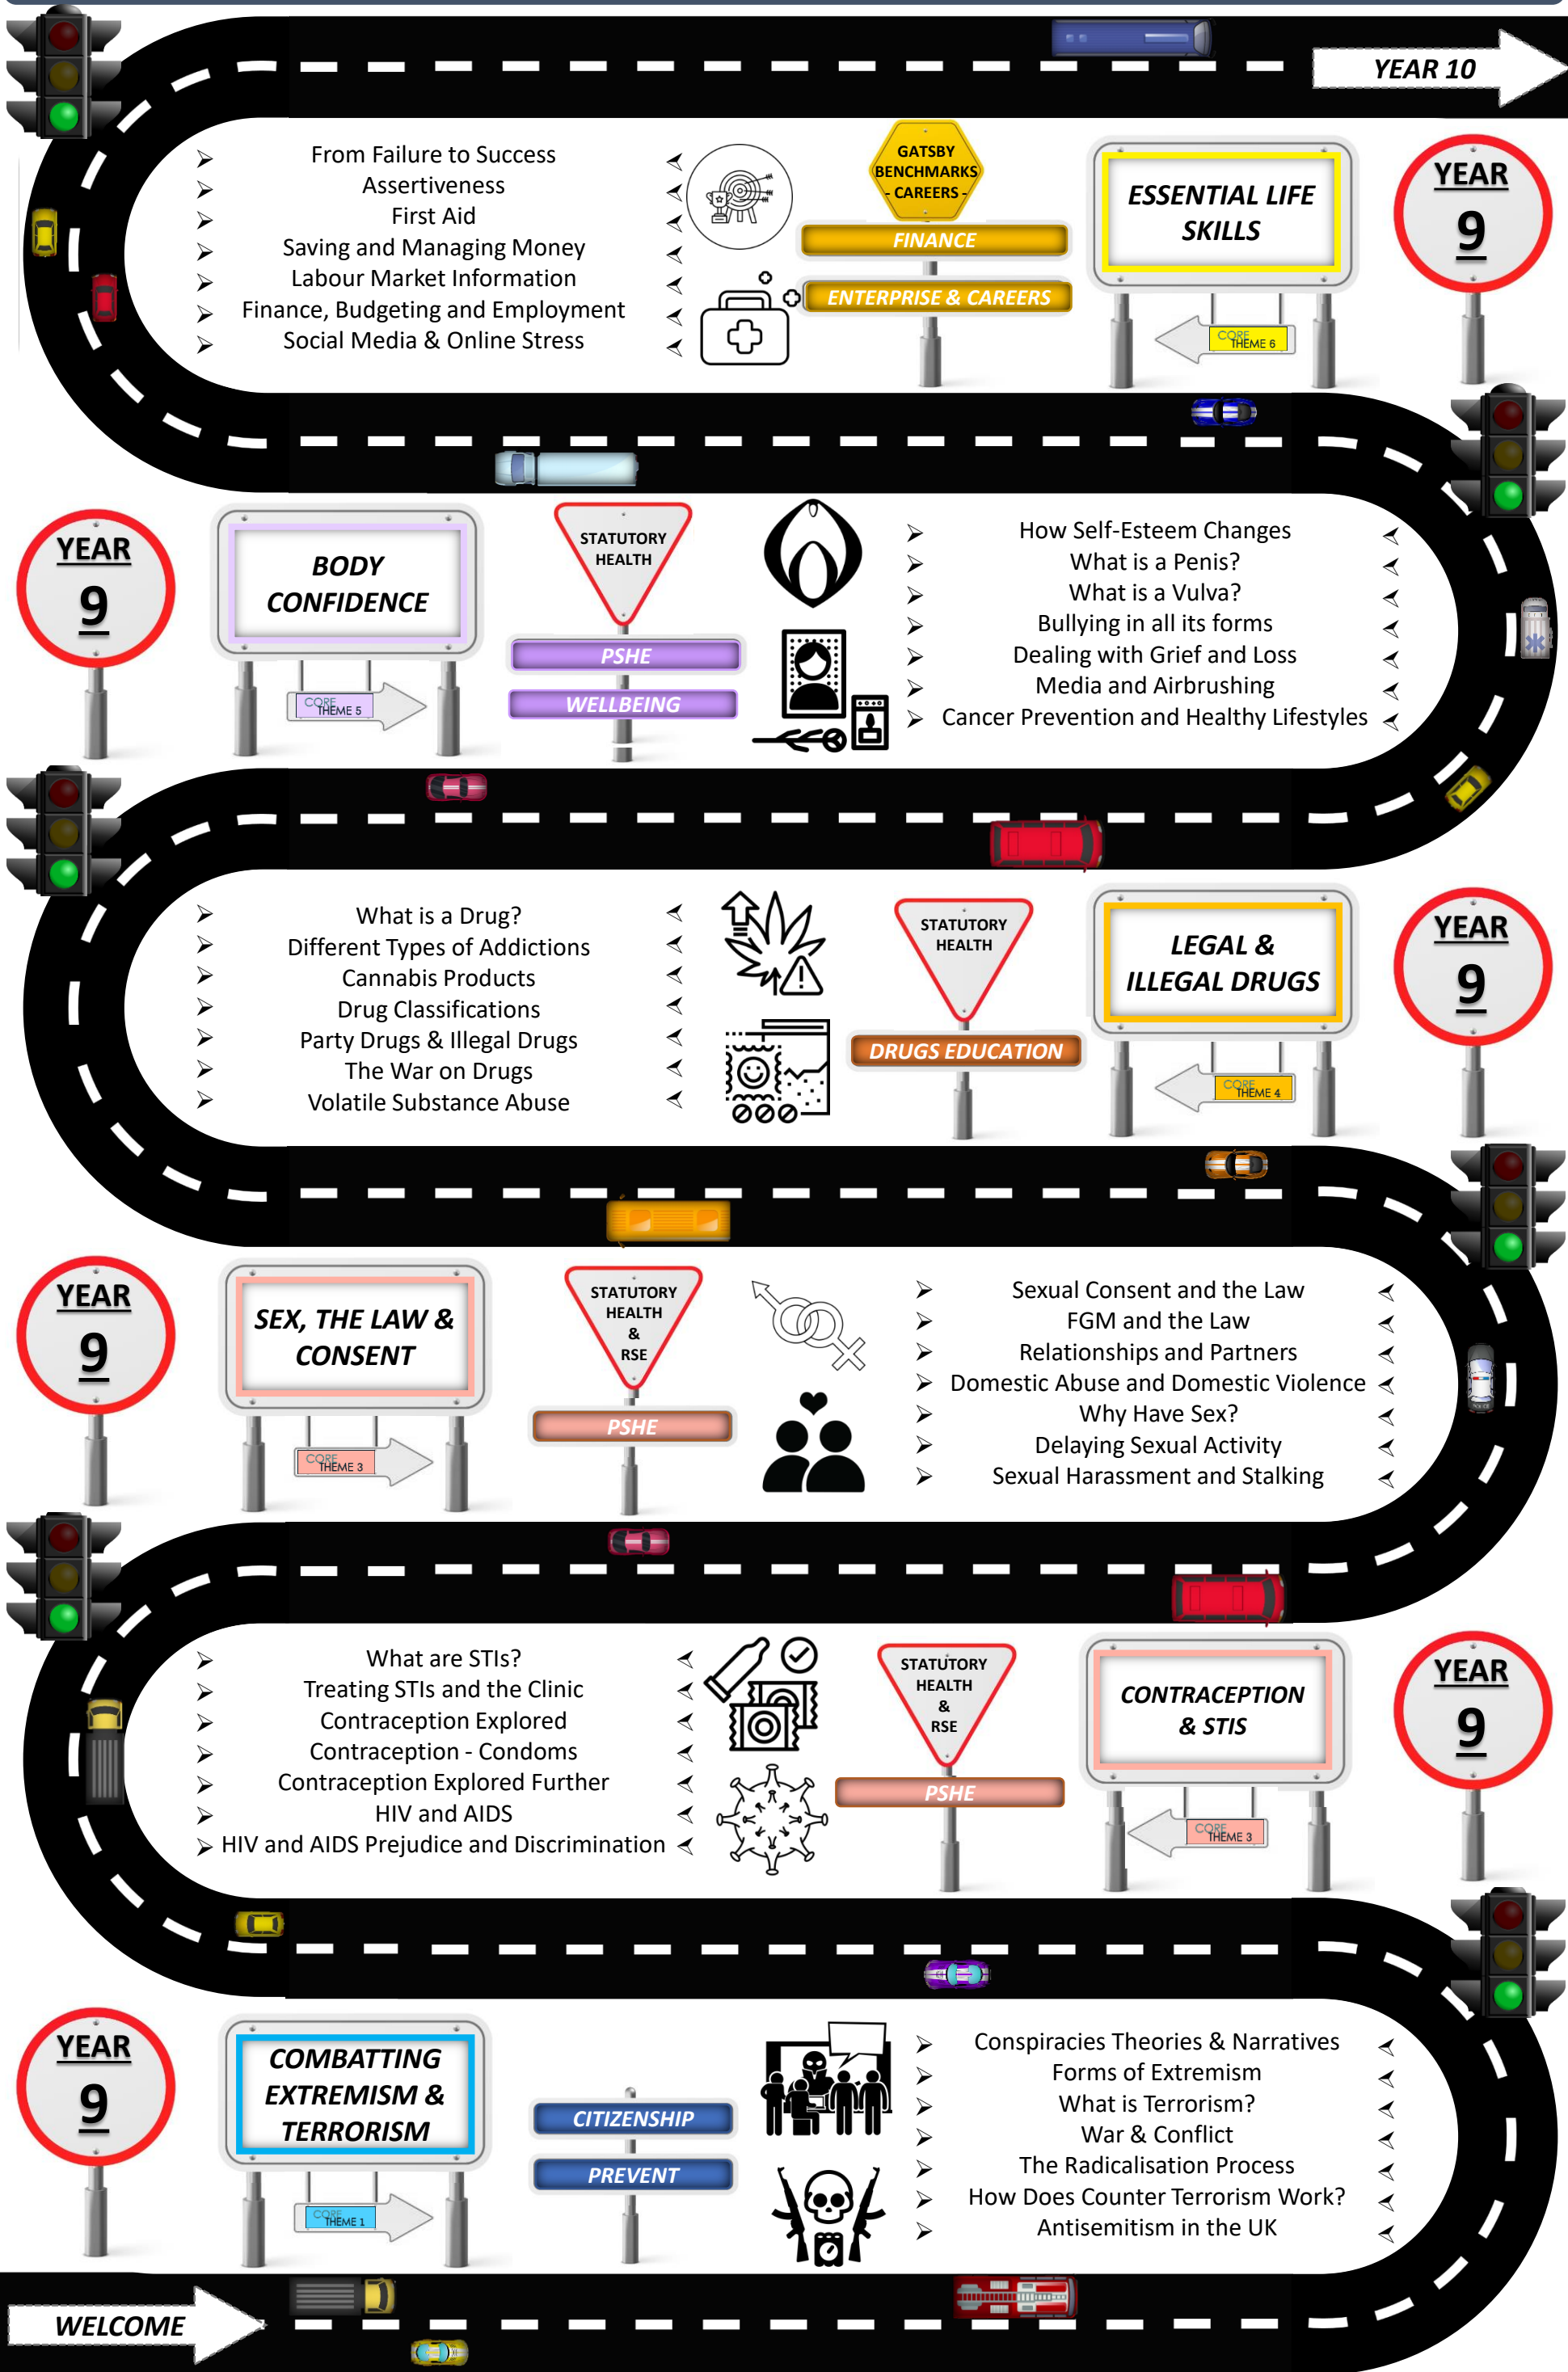 YEAR 10
From Failure to Success
Assertiveness
First Aid
Saving and Managing Money
Labour Market Information
Finance, Budgeting and Employment
Social Media & Online Stress
GATSBY
BENCHMARKS
- CAREERS -
FINANCE
ENTERPRISE & CAREERS
ESSENTIAL LIFE
SKILLS
CORE
THEME 6
YEAR
9
YEAR
9
BODY
CONFIDENCE
CORE
THEME 5
STATUTORY
HEALTH
PSHE
WELLBEING
How Self-Esteem Changes
What is a Penis?
What is a Vulva?
Bullying in all its forms
Dealing with Grief and Loss
Media and Airbrushing
Cancer Prevention and Healthy Lifestyles
What is a Drug?
Different Types of Addictions
Cannabis Products
Drug Classifications
Party Drugs & Illegal Drugs
The War on Drugs
Volatile Substance Abuse
STATUTORY
HEALTH
DRUGS EDUCATION
LEGAL &
ILLEGAL DRUGS
CORE
THEME 4
YEAR
9
YEAR
9
SEX, THE LAW &
CONSENT
CORE
THEME 3
STATUTORY
HEALTH
&
RSE
PSHE
Sexual Consent and the Law
FGM and the Law
Relationships and Partners
Domestic Abuse and Domestic Violence
Why Have Sex?
Delaying Sexual Activity
Sexual Harassment and Stalking
What are STIs?
Treating STIs and the Clinic
Contraception Explored
Contraception - Condoms
Contraception Explored Further
HIV and AIDS
HIV and AIDS Prejudice and Discrimination
STATUTORY
HEALTH
&
RSE
PSHE
CONTRACEPTION
& STIS
CORE
THEME 3
YEAR
9
YEAR
9
COMBATTING
EXTREMISM &
TERRORISM
CORE
THEME 1
CITIZENSHIP
PREVENT
Conspiracies Theories & Narratives
Forms of Extremism
What is Terrorism?
War & Conflict
The Radicalisation Process
How Does Counter Terrorism Work?
Antisemitism in the UK
WELCOME